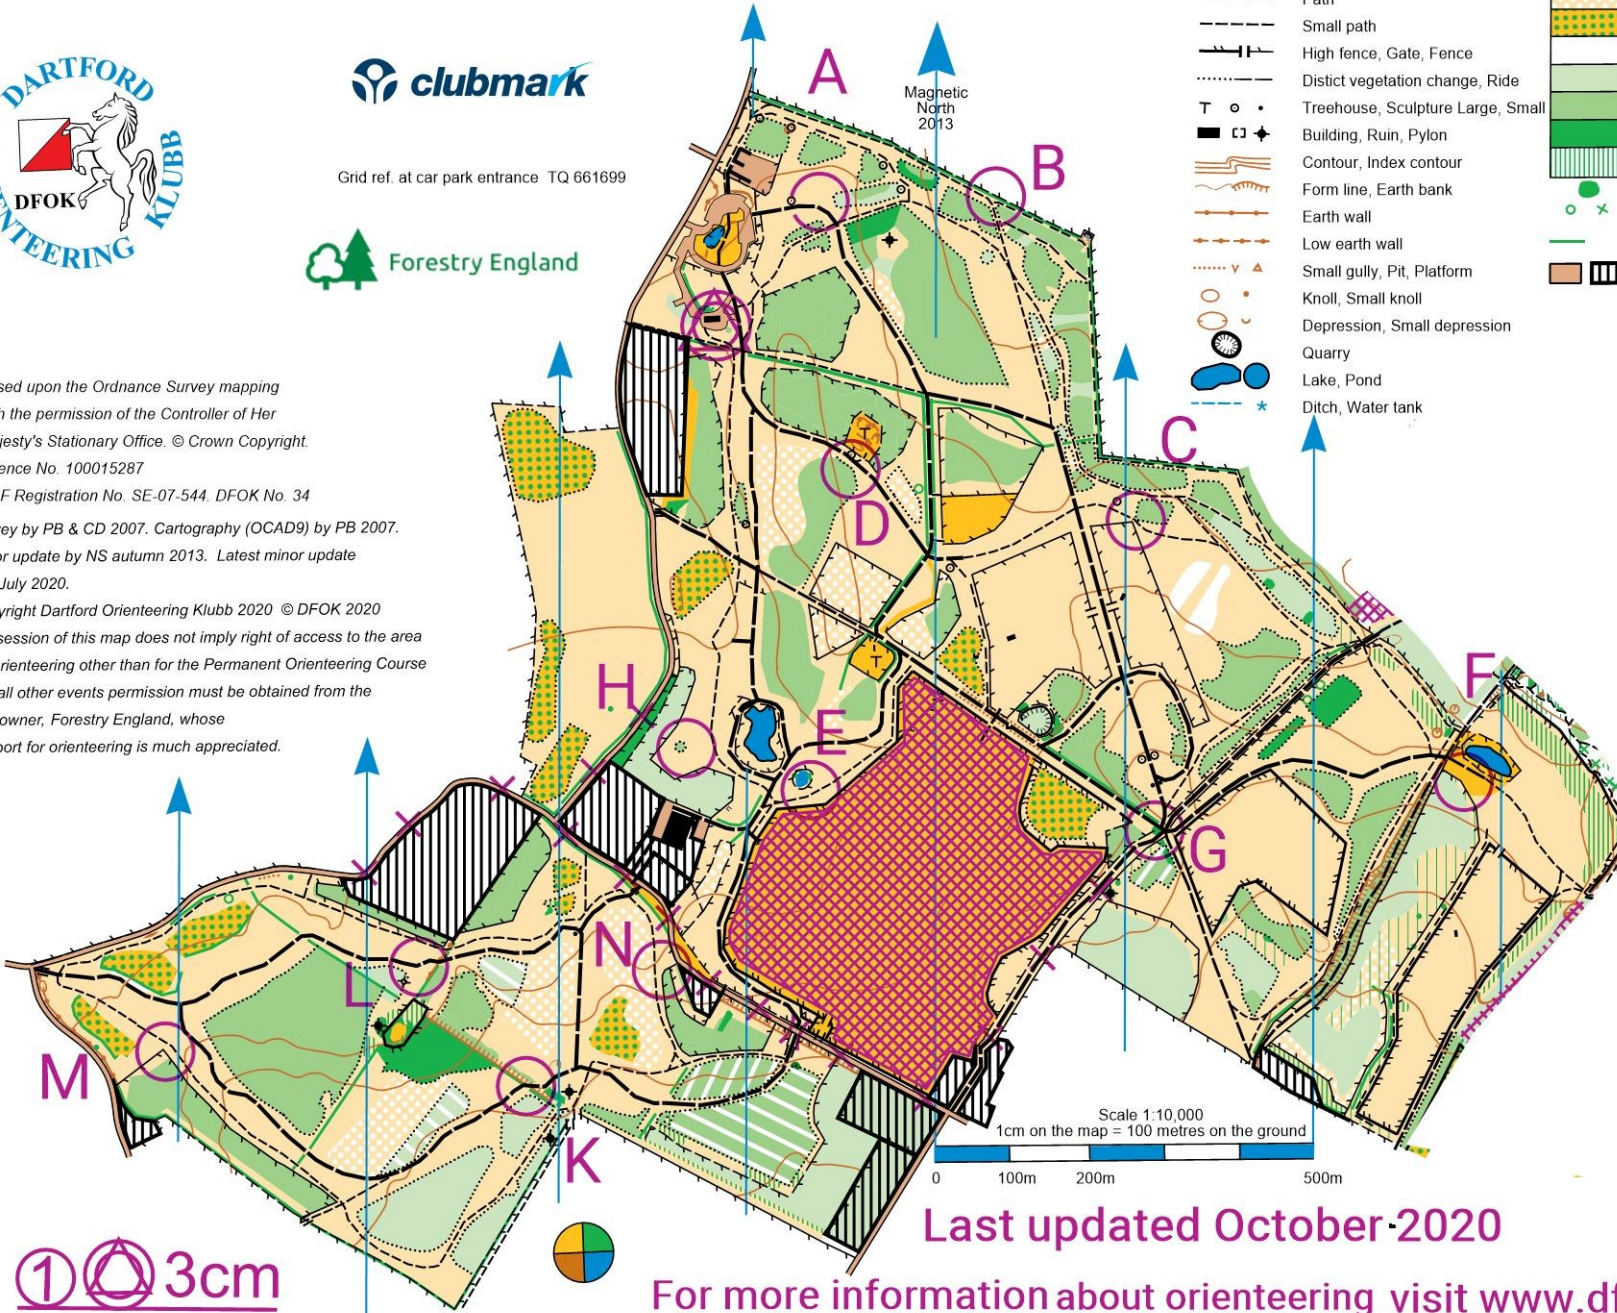 DARTFORD
KLUBB
DFOK
clubmark
Grid ref. at car park entrance  TQ 661699
Forestry England
Magnetic
North
2013
Path
Small path
High fence, Gate, Fence
Distict vegetation change, Ride
Treehouse, Sculpture Large, Small
Building, Ruin, Pylon
Contour, Index contour
Form line, Earth bank
Earth wall
Low earth wall
Small gully, Pit, Platform
Knoll, Small knoll
Depression, Small depression
Quarry
Lake, Pond
Ditch, Water tank
sed upon the Ordnance Survey mapping
h the permission of the Controller of Her
jesty's Stationary Office. © Crown Copyright.
ence No. 100015287
F Registration No. SE-07-544. DFOK No. 34
vey by PB & CD 2007. Cartography (OCAD9) by PB 2007.
or update by NS autumn 2013.  Latest minor update
July 2020.
yright Dartford Orienteering Klubb 2020  © DFOK 2020
session of this map does not imply right of access to the area
orienteering other than for the Permanent Orienteering Course
all other events permission must be obtained from the
owner, Forestry England, whose
port for orienteering is much appreciated.
A
B
C
D
E
F
G
H
N
L
M
K
T
T
Scale 1:10,000
1cm on the map = 100 metres on the ground
0
100m
200m
500m
Last updated October 2020
1
3cm
For more information about orienteering visit www.df